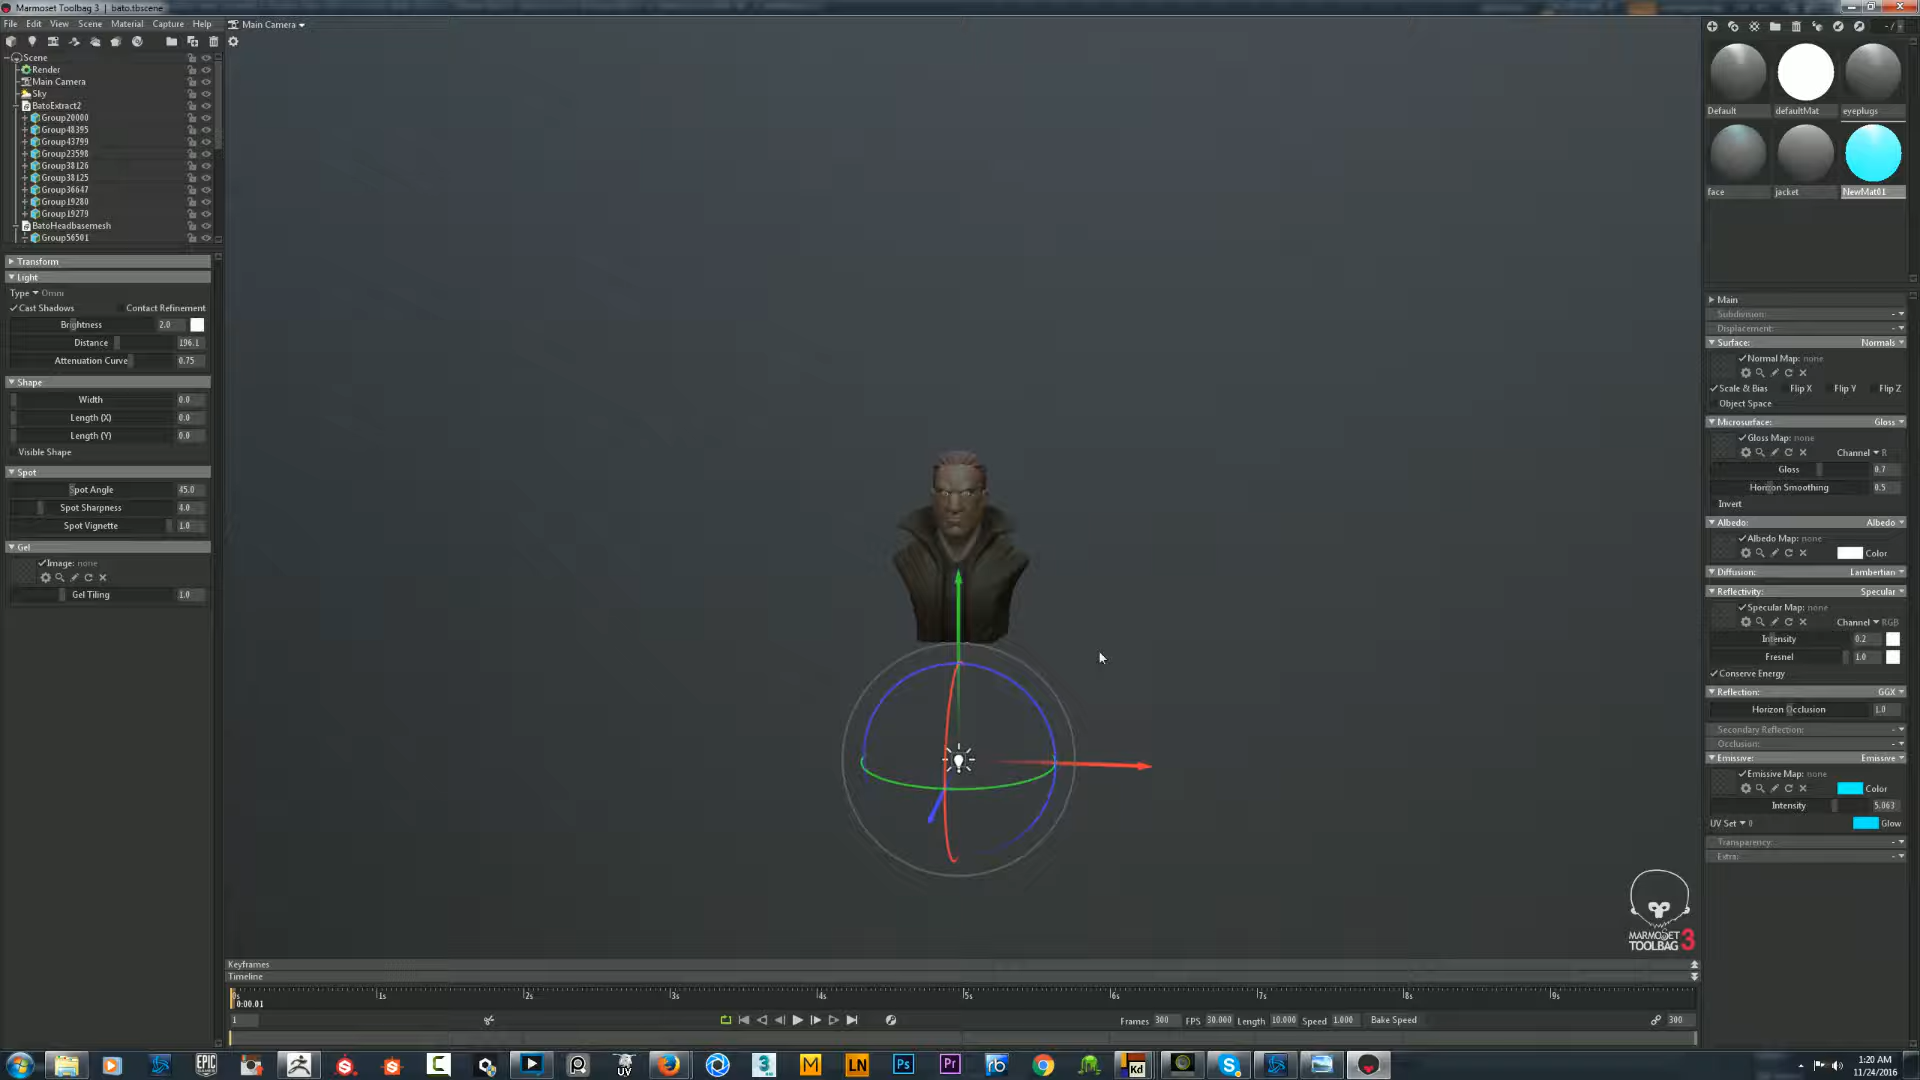 Marmoset Toolbag 3 | bato.tbscene
File Edit View Scene Material Capture Help
Main Camera
Scene
Render
Main Camera
Sky
BatoExtract2
Group20000
Group48395
Group43799
Group23598
Group38126
Group38125
Group36647
Group19280
Group19279
BatoHeadbasemesh
Group56501
Transform
Light
Type Omni
Cast Shadows Contact Refinement
Brightness 2.0
Distance 196.1
Attenuation Curve 0.75
Shape
Width 0.0
Length (X) 0.0
Length (Y) 0.0
Visible Shape
Spot
Spot Angle 45.0
Spot Sharpness 4.0
Spot Vignette 1.0
Gel
Image: none
Gel Tiling 1.0
Default defaultMat eyeplugs
face jacket NewMat01
Main
Subdivision:
Displacement:
Surface: Normals
Normal Map: none
Scale & Bias Flip X Flip Y Flip Z
Object Space
Microsurface: Gloss
Gloss Map: none
Channel R
Gloss 0.7
Horizon Smoothing 0.5
Invert
Albedo: Albedo
Albedo Map: none
Color
Diffusion: Lambertian
Reflectivity: Specular
Specular Map: none
Channel RGB
Intensity 0.2
Fresnel 1.0
Conserve Energy
Reflection: GGX
Horizon Occlusion 1.0
Secondary Reflection:
Occlusion:
Emissive: Emissive
Emissive Map: none
Color
Intensity 5.063
UV Set 0 Glow
Transparency:
Extra:
MARMOSET
TOOLBAG 3
Keyframes
Timeline
0s 1s 2s 3s 4s 5s 6s 7s 8s 9s
0:00.01
1 Frames 300 FPS 30.000 Length 10.000 Speed 1.000 Bake Speed 300
EPIC UV 3 M LN Ps Pr rb Kd S
1:20 AM
11/24/2016